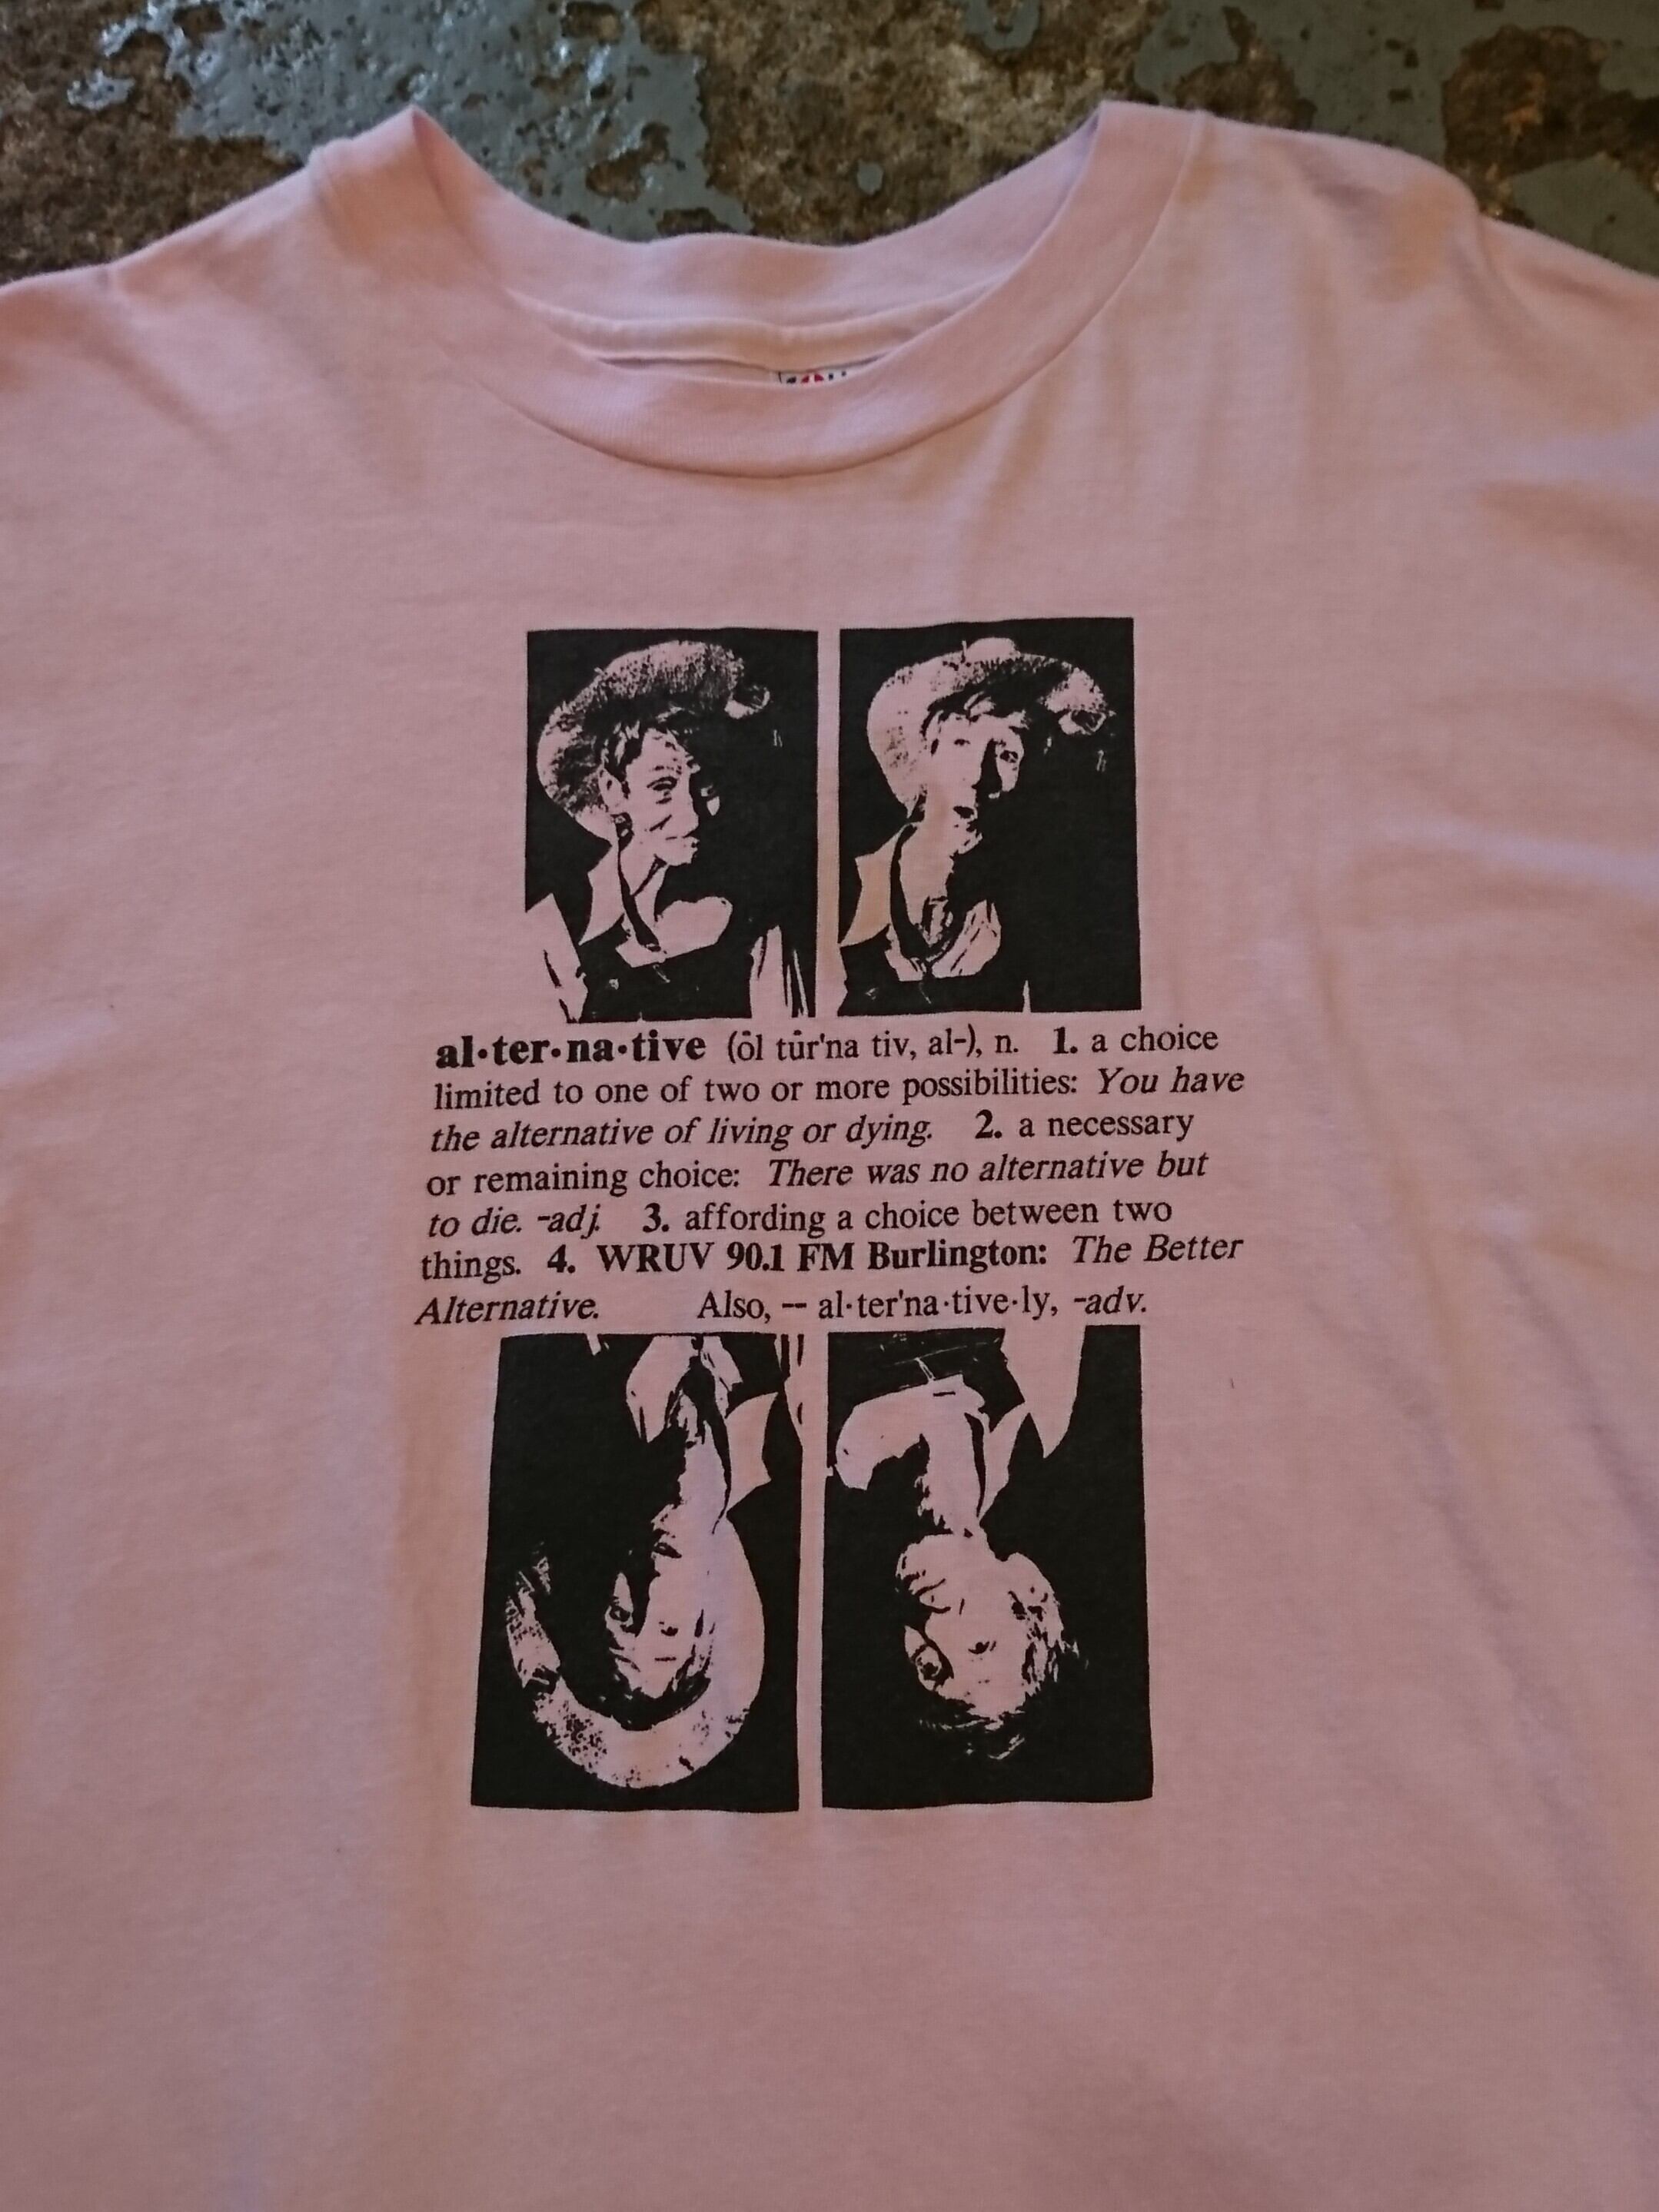 al•ter•na•tive (ôl tûr'na tiv, al-), n. 1. a choice
limited to one of two or more possibilities: You have
the alternative of living or dying. 2. a necessary
or remaining choice: There was no alternative but
to die. -adj. 3. affording a choice between two
things. 4. WRUV 90.1 FM Burlington: The Better
Alternative. Also, -- al·ter'na·tive·ly, -adv.